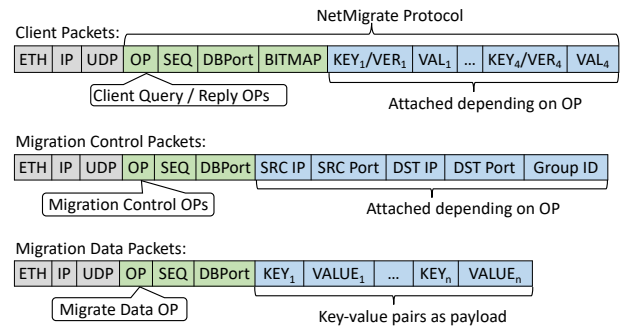 NetMigrate Protocol
Client Packets:
ETH IP UDP OP SEQ DBPort BITMAP KEY1/VER1 VAL1 ... KEY4/VER4 VAL4
Client Query / Reply OPs
Attached depending on OP
Migration Control Packets:
ETH IP UDP OP SEQ DBPort SRC IP SRC Port DST IP DST Port Group ID
Migration Control OPs
Attached depending on OP
Migration Data Packets:
ETH IP UDP OP SEQ DBPort KEY1 VALUE1 ... KEYn VALUEn
Migrate Data OP
Key-value pairs as payload